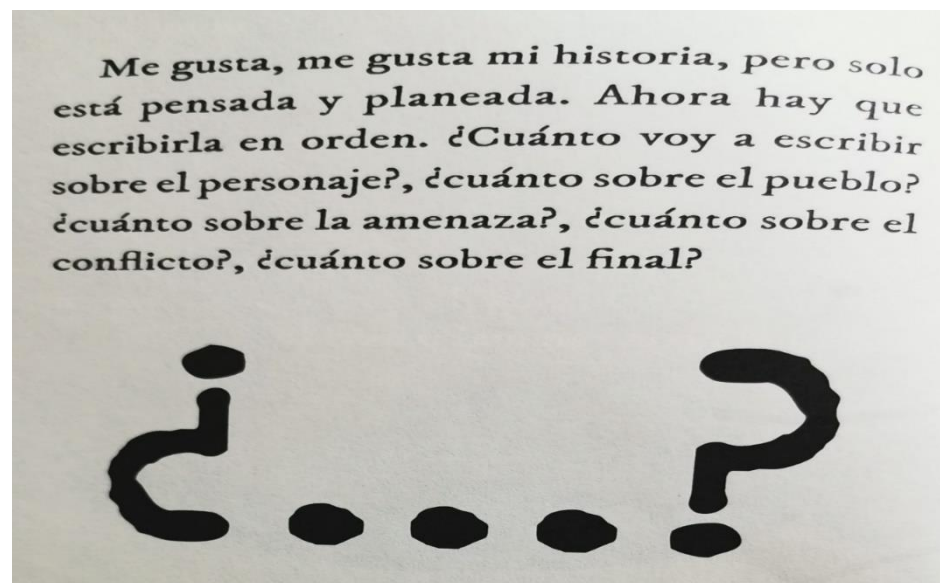 Me gusta, me gusta mi historia, pero solo
está pensada y planeada. Ahora hay que
escribirla en orden. ¿Cuánto voy a escribir
sobre el personaje?, ¿cuánto sobre el pueblo?
¿cuánto sobre la amenaza?, ¿cuánto sobre el
conflicto?, ¿cuánto sobre el final?
¿...?